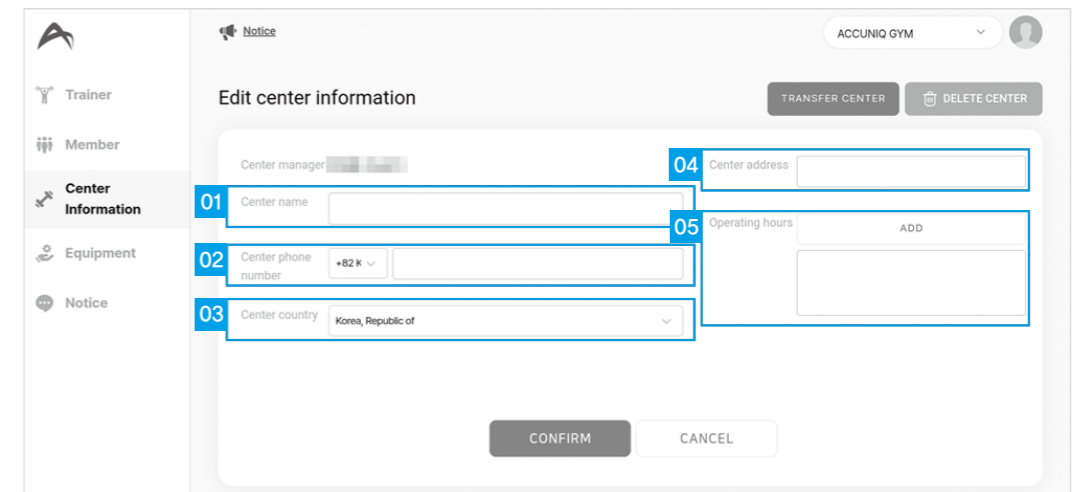 Notice
ACCUNIQ GYM
Trainer
Member
Center
Information
Equipment
Notice
Edit center information
TRANSFER CENTER
DELETE CENTER
Center manager
01
Center name
02
Center phone
number
+82 K
03
Center country
Korea, Republic of
04
Center address
05
Operating hours
ADD
CONFIRM
CANCEL